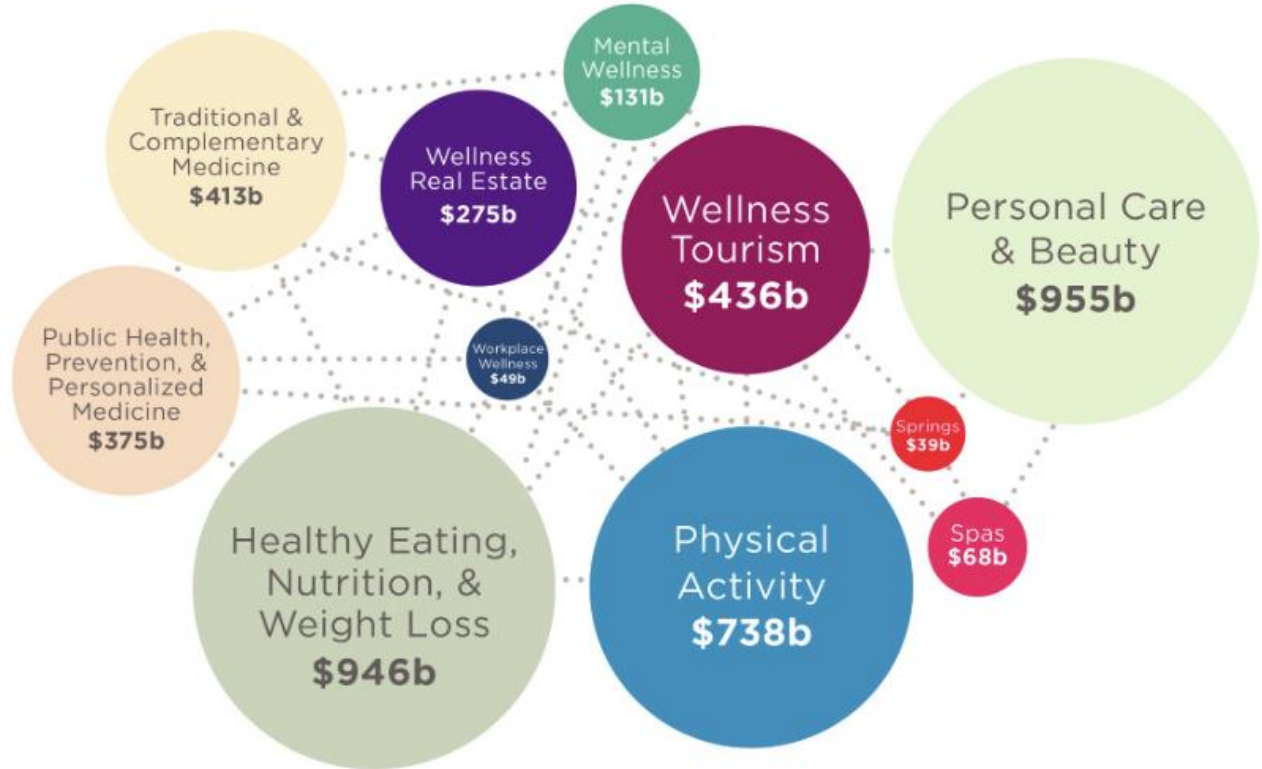 Mental
Wellness
$131b
Traditional &
Complementary
Medicine
$413b
Wellness
Real Estate
$275b
Wellness
Tourism
$436b
Personal Care
& Beauty
$955b
Public Health,
Prevention, &
Personalized
Medicine
$375b
Workplace
Wellness
$49b
Springs
$39b
Healthy Eating,
Nutrition, &
Weight Loss
$946b
Physical
Activity
$738b
Spas
$68b